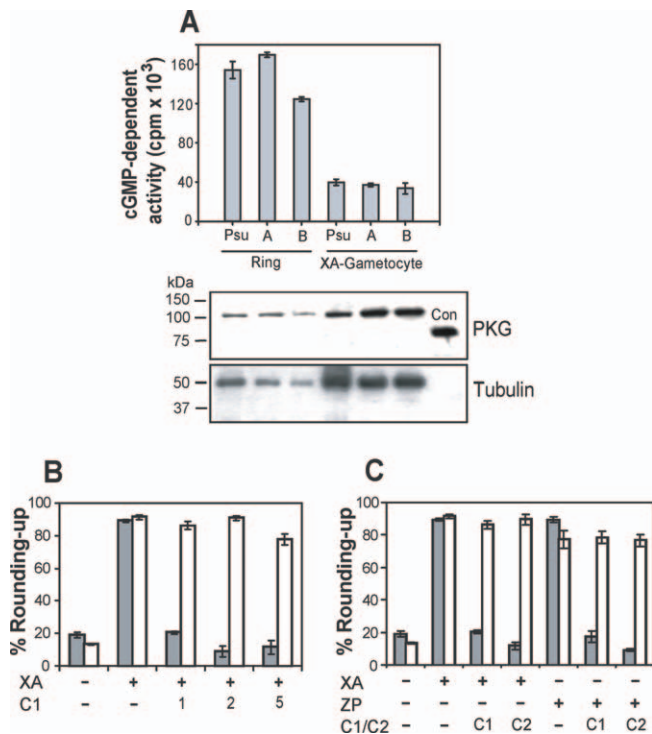 A
cGMP-dependent
activity (cpm x 10³)
160
120
80
40
0
Psu A B Psu A B
Ring XA-Gametocyte
kDa
150
100
75
Con
PKG
50
37
Tubulin
B
% Rounding-up
100
80
60
40
20
0
XA – + + + +
C1 – – 1 2 5
C
% Rounding-up
100
80
60
40
20
0
XA – + + + – – –
ZP – – – – + + +
C1/C2 – – C1 C2 – C1 C2